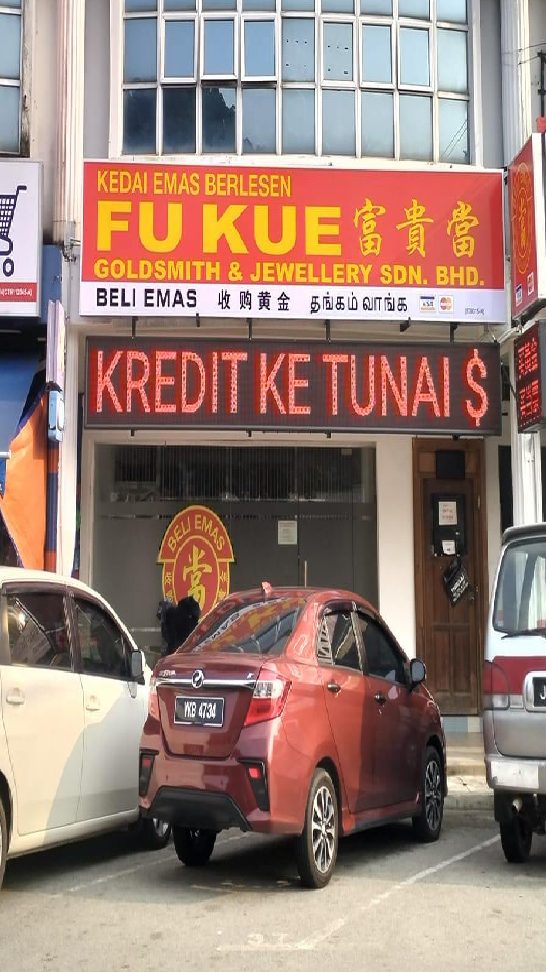 KEDAI EMAS BERLESEN
FU KUE 富貴當
GOLDSMITH & JEWELLERY SDN. BHD.
BELI EMAS 收购黄金 தங்கம் வாங்க
KREDIT KE TUNAI $
BELI EMAS
當
VKB 4734